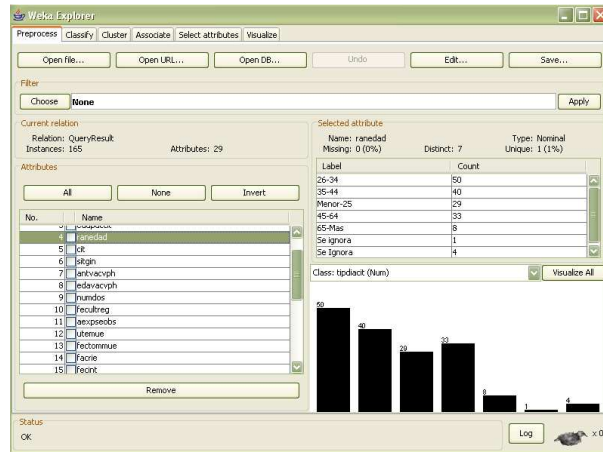 Weka Explorer
Preprocess Classify Cluster Associate Select attributes Visualize
Open file... Open URL... Open DB... Undo Edit... Save...
Filter
Choose None Apply
Current relation
Relation: QueryResult
Instances: 165 Attributes: 29
Attributes
All None Invert
No. Name
4 ranedad
5 cit
6 sitgin
7 antvacvph
8 edavacvph
9 numdos
10 fecultreg
11 aexpseobs
12 utemue
13 fectommue
14 facrie
15 fecint
Remove
Selected attribute
Name: ranedad Type: Nominal
Missing: 0 (0%) Distinct: 7 Unique: 1 (1%)
Label Count
26-34 50
35-44 40
Menor-25 29
45-64 33
65-Mas 8
Se ignora 1
Se Ignora 4
Class: tipdiacit (Num) Visualize All
50
40
29
33
8
1
4
Status
OK
Log x 0